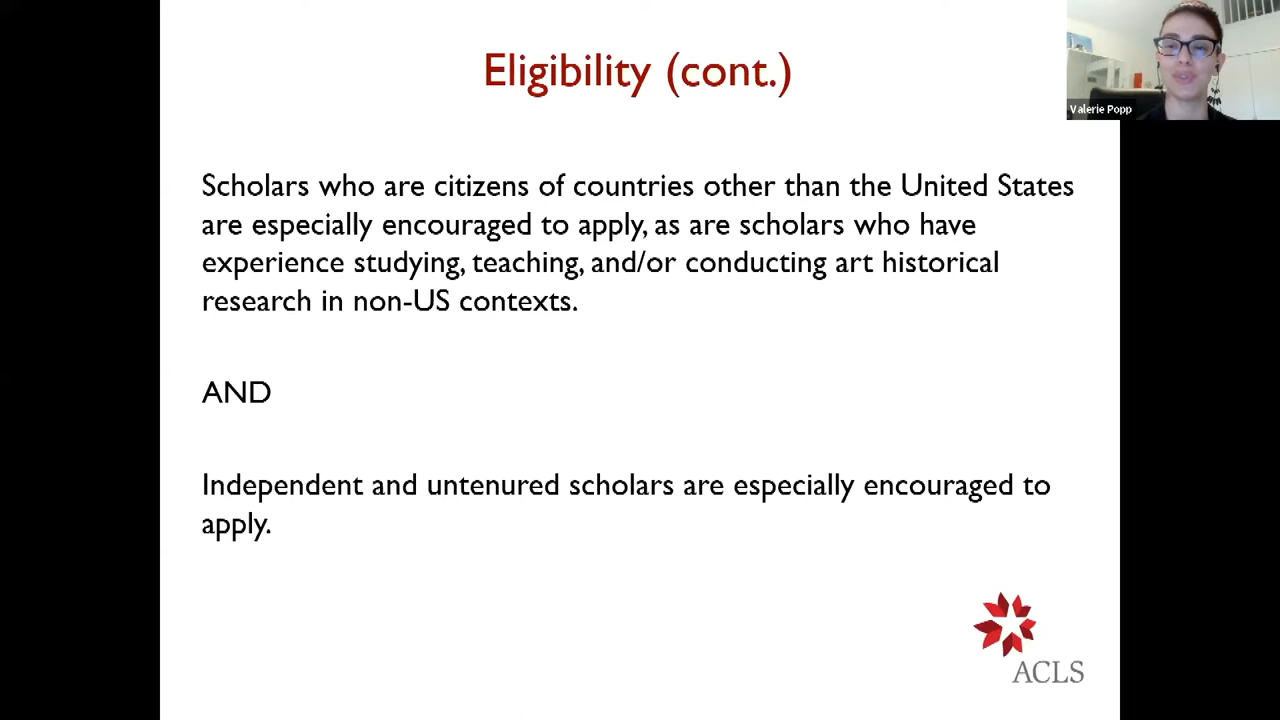 Eligibility (cont.)
Valerie Popp
Scholars who are citizens of countries other than the United States
are especially encouraged to apply, as are scholars who have
experience studying, teaching, and/or conducting art historical
research in non-US contexts.
AND
Independent and untenured scholars are especially encouraged to
apply.
ACLS